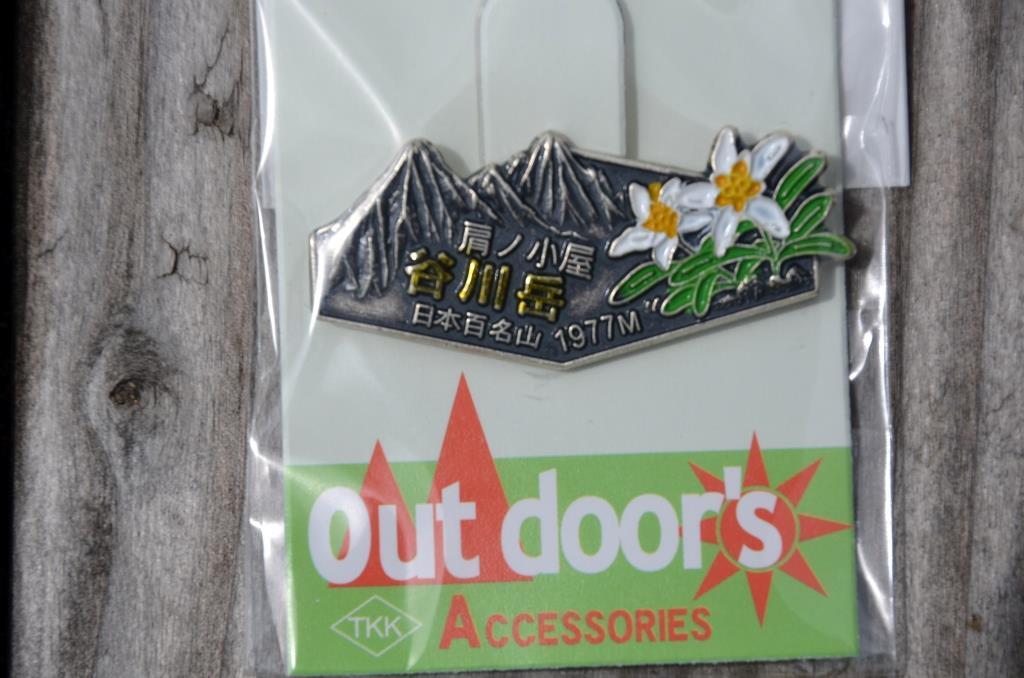 肩ノ小屋
谷川岳
日本百名山 1977M
Out door's
TKK
ACCESSORIES